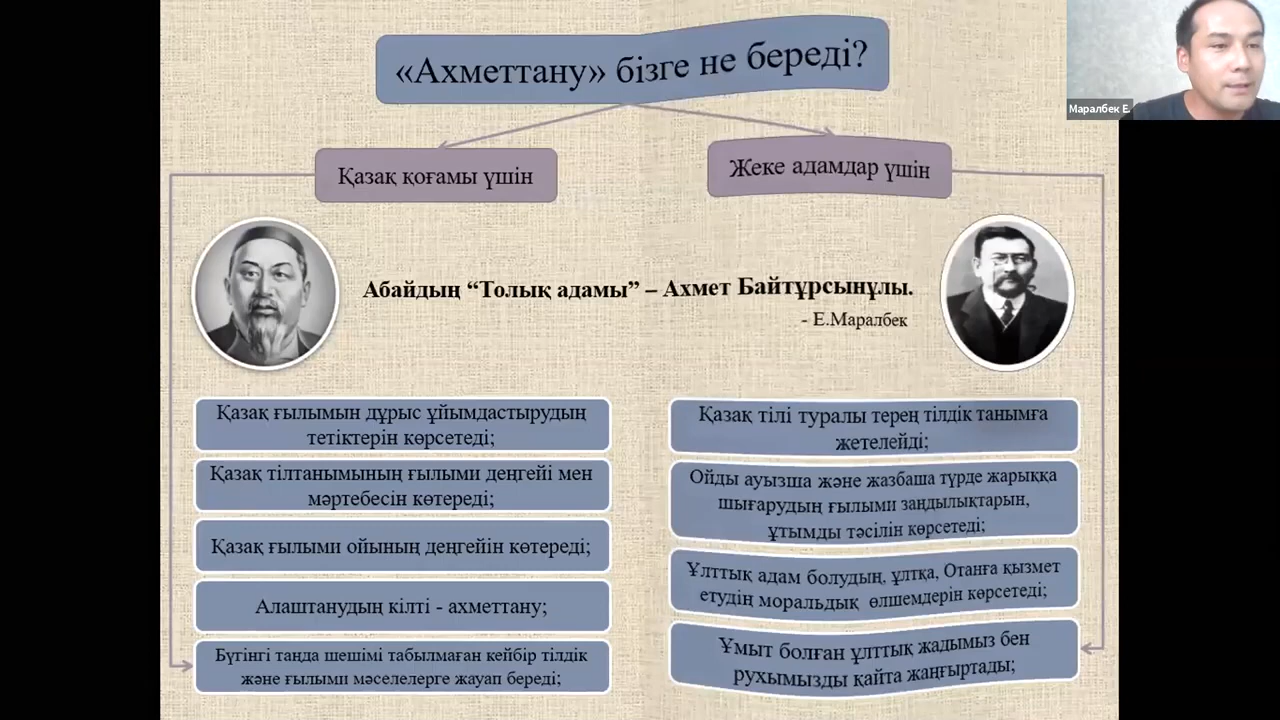 «Ахметтану» бізге не береді?
Маралбек Е.
Қазақ қоғамы үшін
Жеке адамдар үшін
Абайдың “Толық адамы” – Ахмет Байтұрсынұлы.
- Е.Маралбек
Қазақ ғылымын дұрыс ұйымдастырудың
тетіктерін көрсетеді;
Қазақ тілтанымының ғылыми деңгейі мен
мәртебесін көтереді;
Қазақ ғылыми ойының деңгейін көтереді;
Алаштанудың кілті - ахметтану;
Бүгінгі таңда шешімі табылмаған кейбір тілдік
және ғылыми мәселелерге жауап береді;
Қазақ тілі туралы терең тілдік танымға
жетелейді;
Ойды ауызша және жазбаша түрде жарыққа
шығарудың ғылыми заңдылықтарын,
ұтымды тәсілін көрсетеді;
Ұлттық адам болудың, ұлтқа, Отанға қызмет
етудің моральдық өлшемдерін көрсетеді;
Ұмыт болған ұлттық жадымыз бен
рухымызды қайта жаңғыртады;